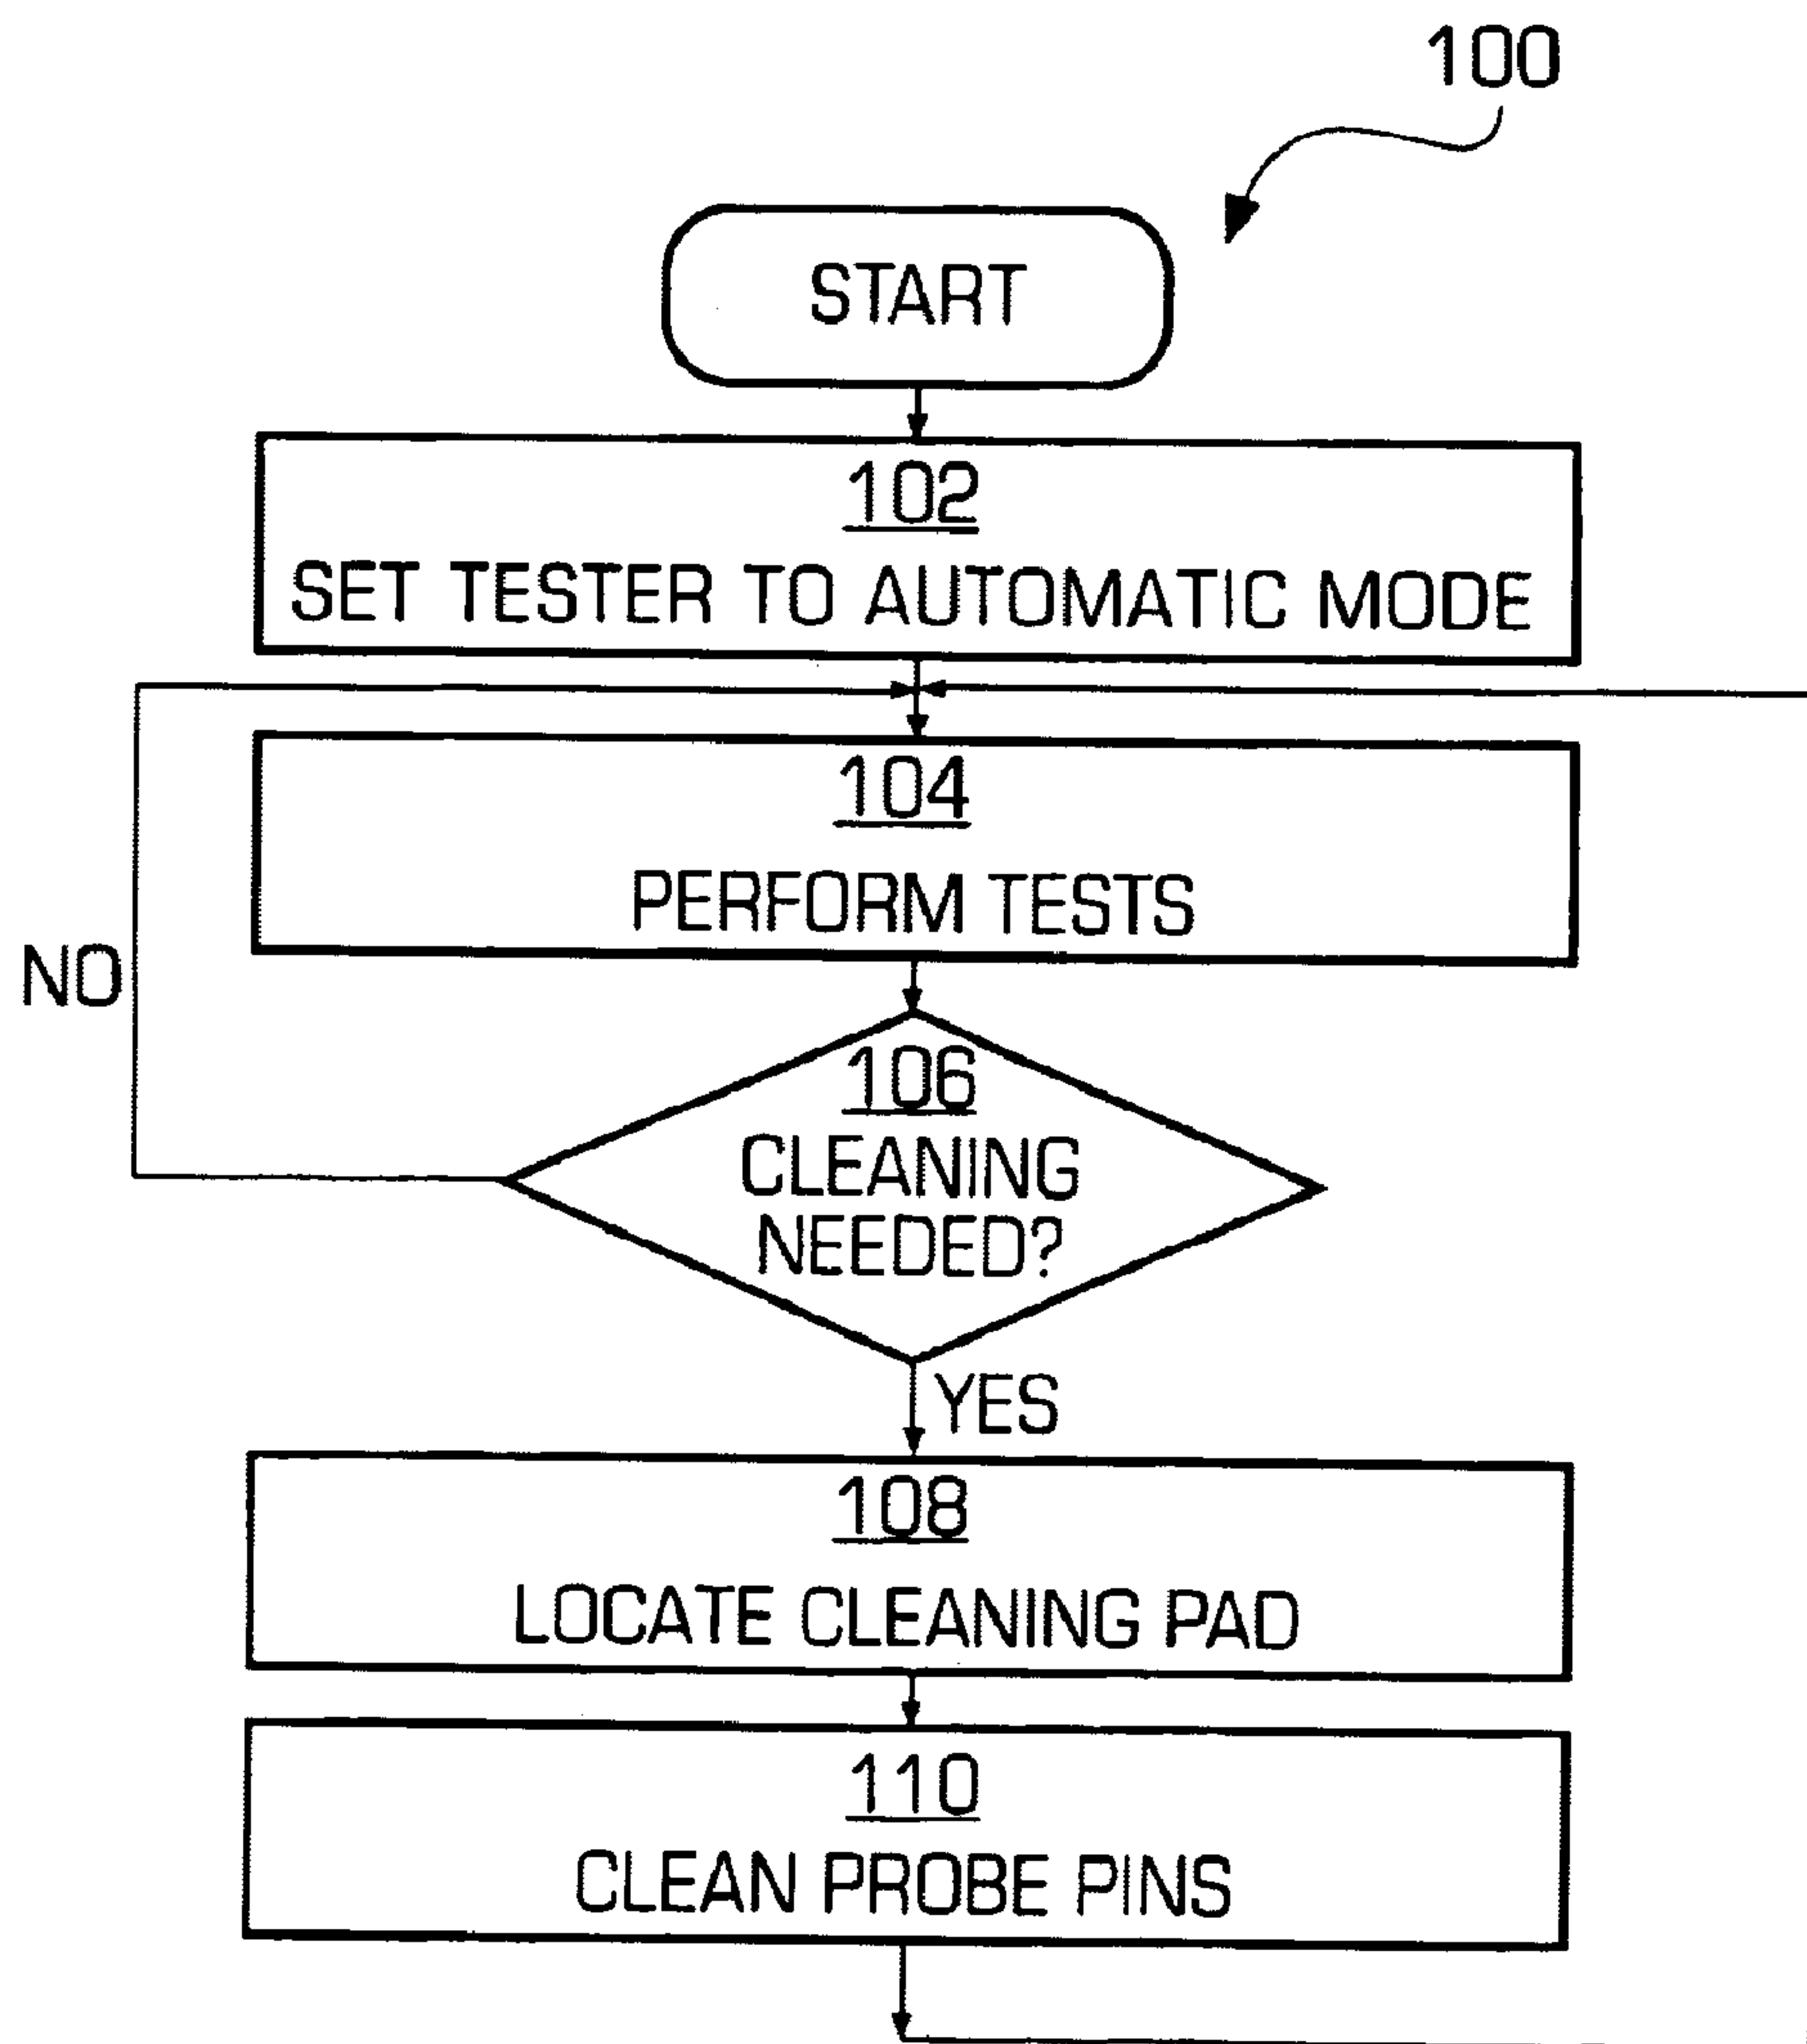 100
START
102
SET TESTER TO AUTOMATIC MODE
104
PERFORM TESTS
NO
106
CLEANING
NEEDED?
YES
108
LOCATE CLEANING PAD
110
CLEAN PROBE PINS